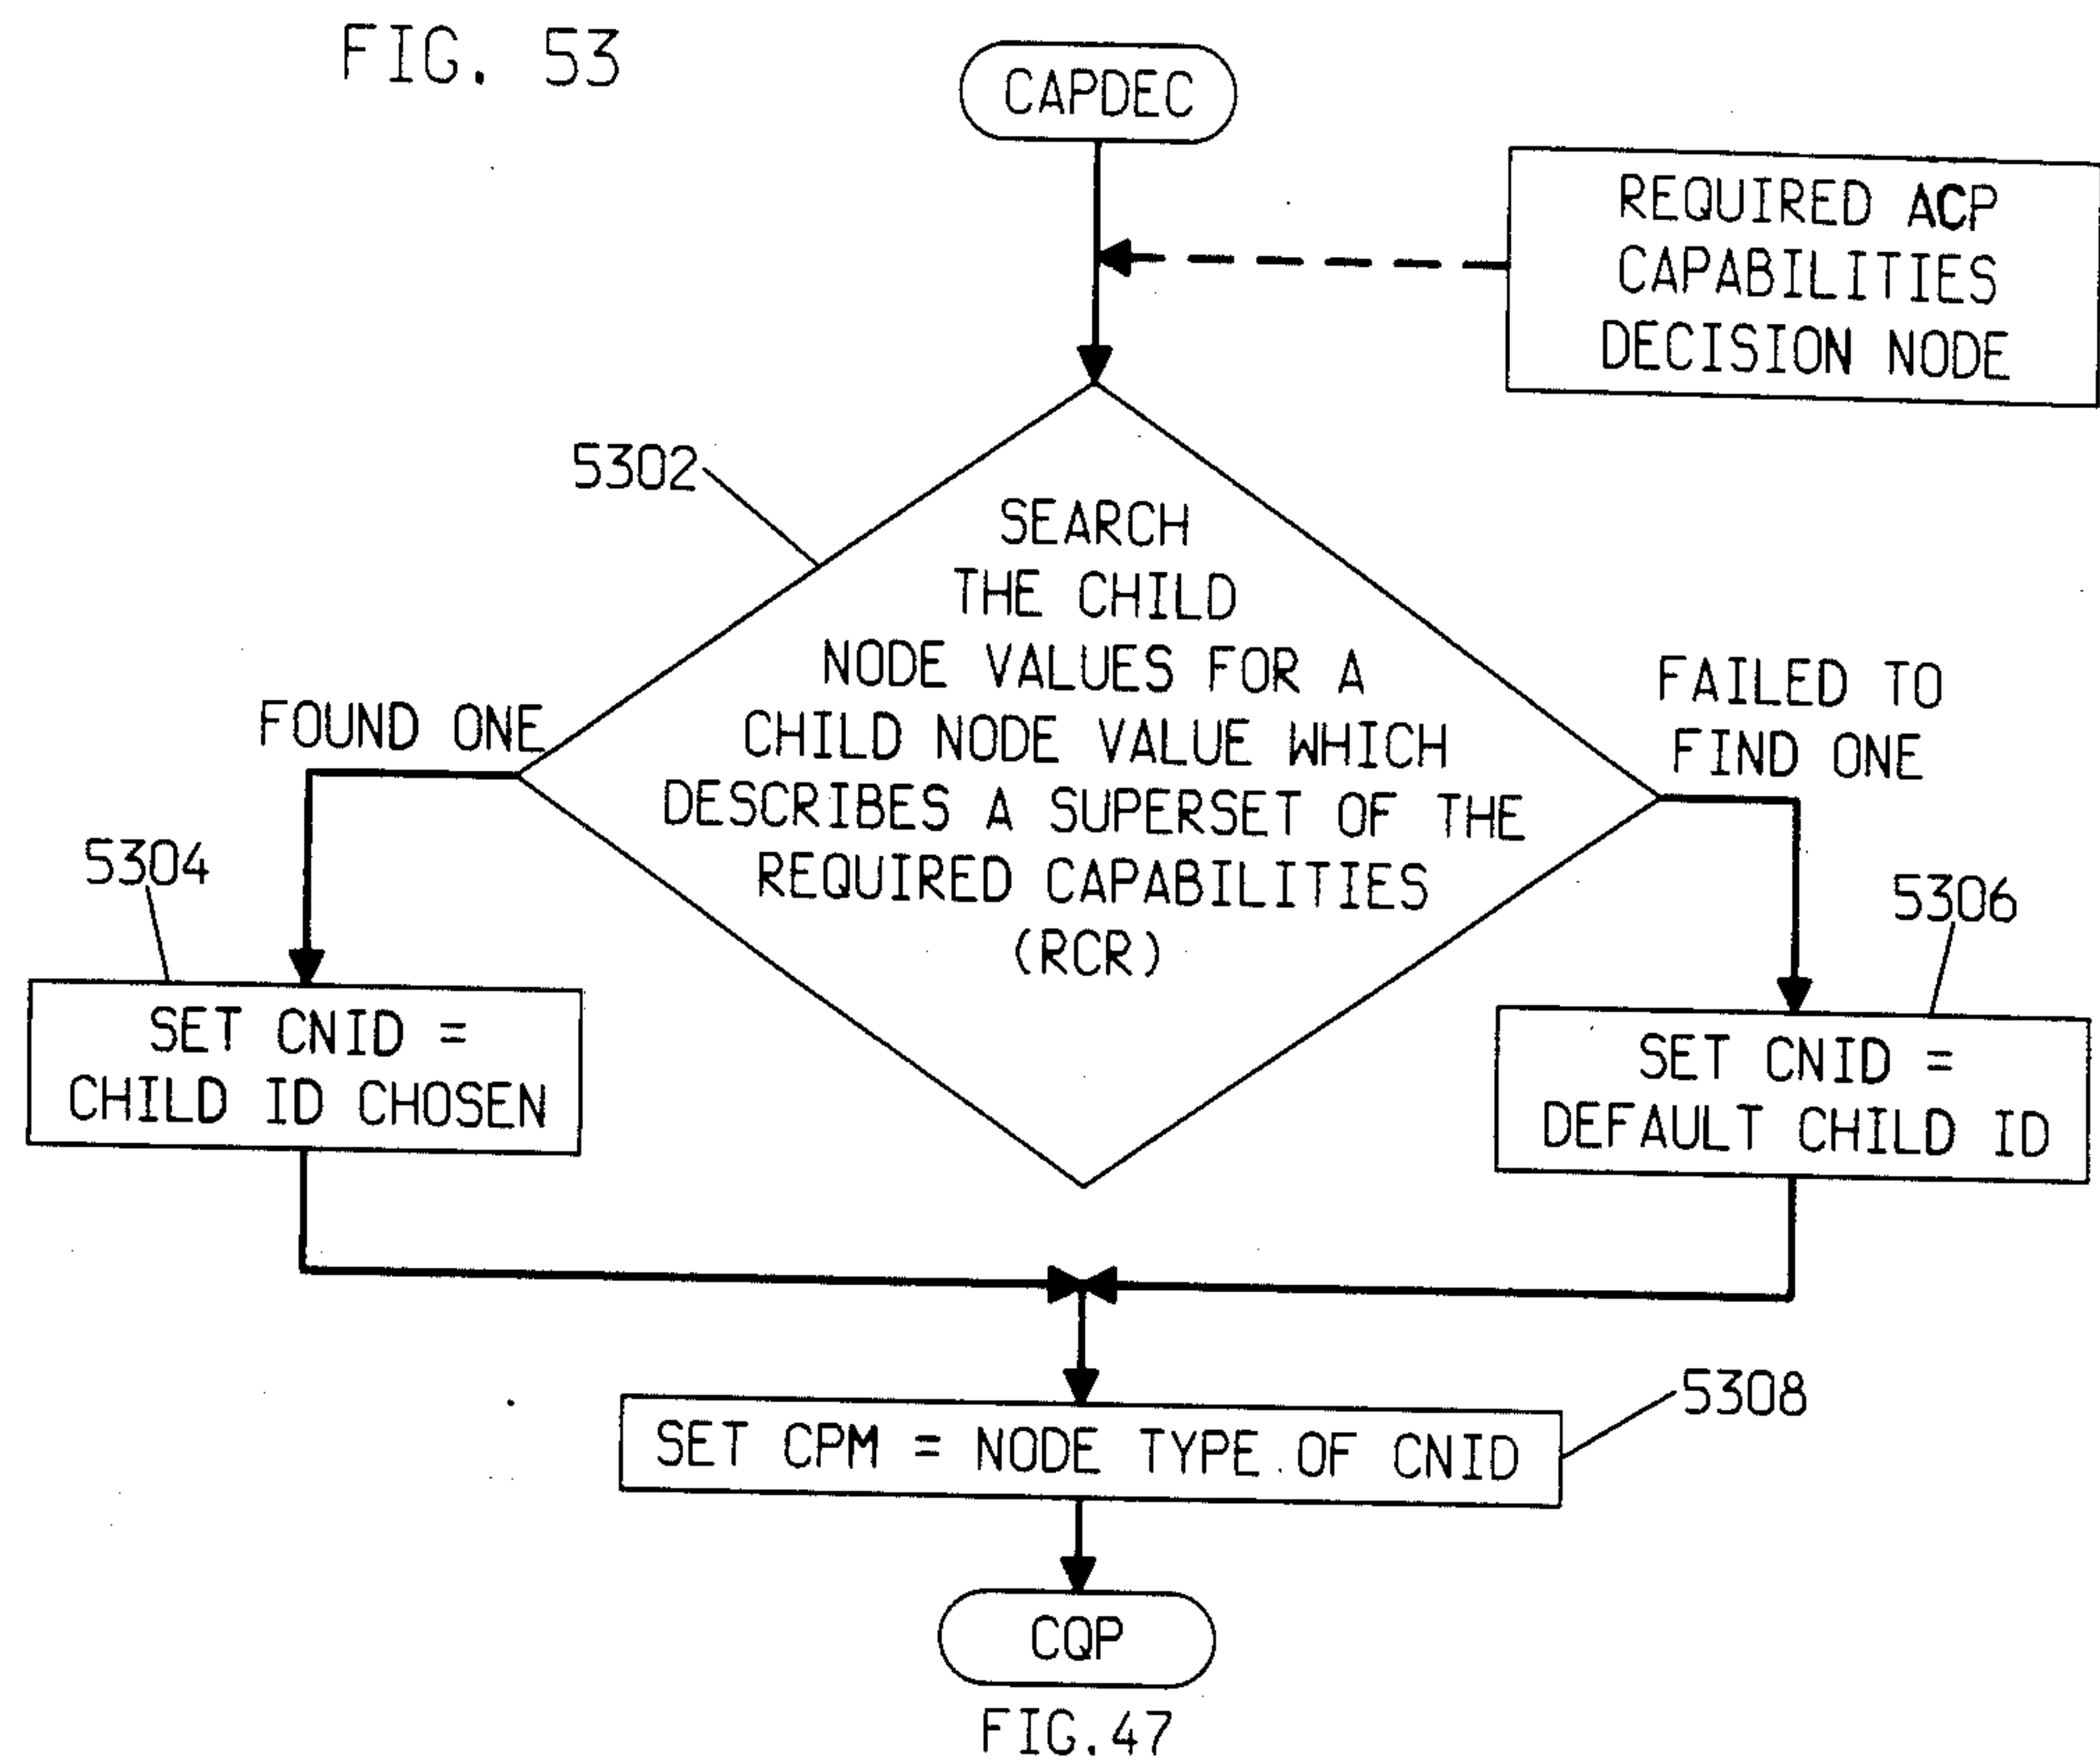 FIG. 53
CAPDEC
REQUIRED ACP
CAPABILITIES
DECISION NODE
5302
SEARCH
THE CHILD
NODE VALUES FOR A
CHILD NODE VALUE WHICH
DESCRIBES A SUPERSET OF THE
REQUIRED CAPABILITIES
(RCR)
FOUND ONE
FAILED TO
FIND ONE
5304
SET CNID =
CHILD ID CHOSEN
5306
SET CNID =
DEFAULT CHILD ID
SET CPM = NODE TYPE OF CNID
5308
CQP
FIG.47